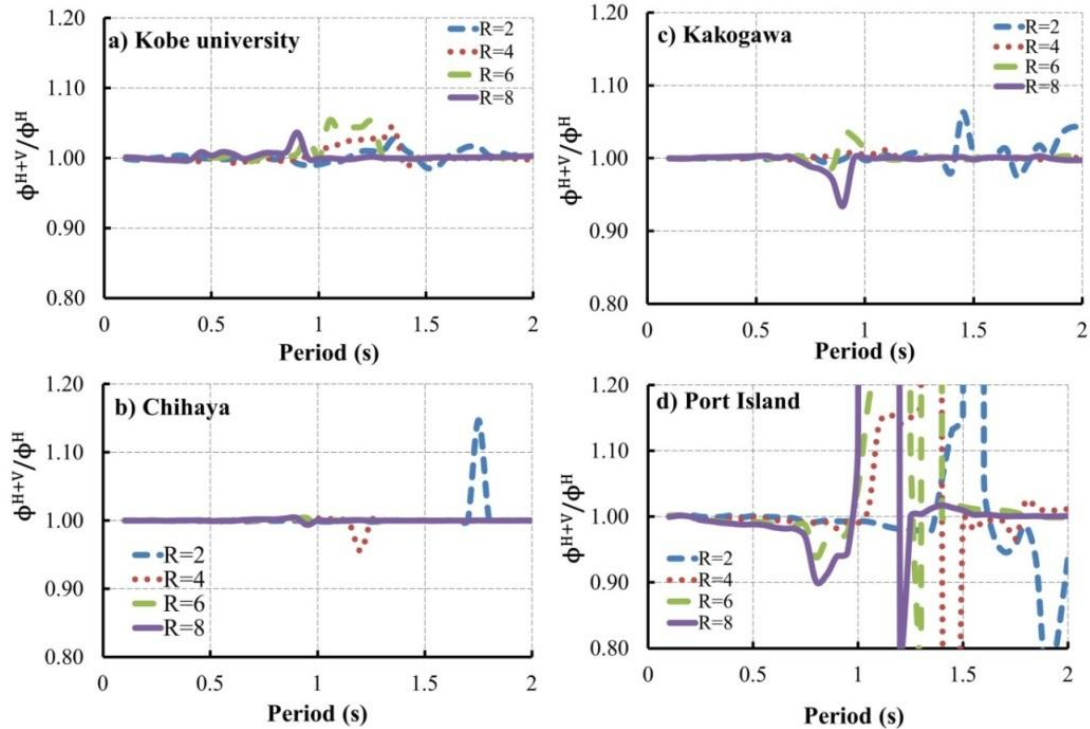 a) Kobe university
R=2
R=4
R=6
R=8
1.20
1.10
1.00
0.90
0.80
ϕᴴ⁺ⱽ/ϕᴴ
0
0.5
1
1.5
2
Period (s)
c) Kakogawa
R=2
R=4
R=6
R=8
1.20
1.10
1.00
0.90
0.80
ϕᴴ⁺ⱽ/ϕᴴ
0
0.5
1
1.5
2
Period (s)
b) Chihaya
R=2
R=4
R=6
R=8
1.20
1.10
1.00
0.90
0.80
ϕᴴ⁺ⱽ/ϕᴴ
0
0.5
1
1.5
2
Period (s)
d) Port Island
R=2
R=4
R=6
R=8
1.20
1.10
1.00
0.90
0.80
ϕᴴ⁺ⱽ/ϕᴴ
0
0.5
1
1.5
2
Period (s)